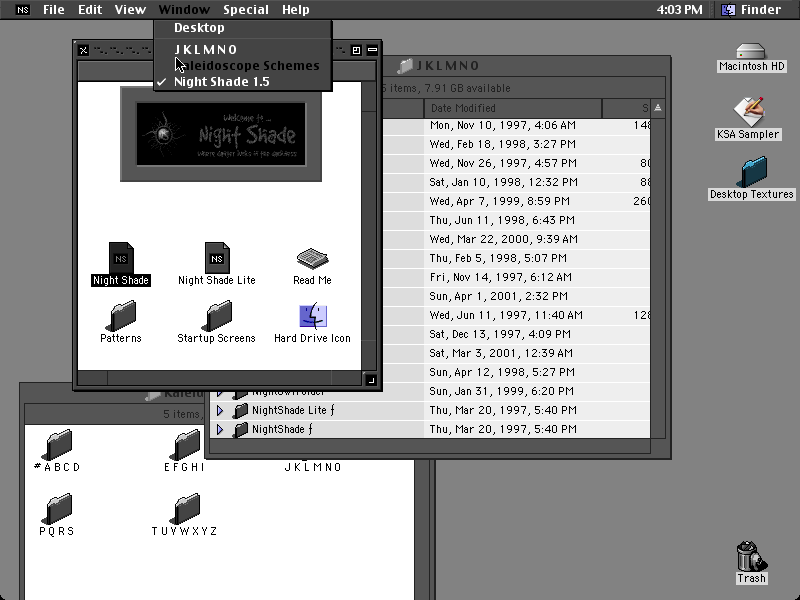 NS File Edit View Window Special Help 4:03 PM Finder
Desktop
J K L M N O
Kaleidoscope Schemes
✓ Night Shade 1.5
Welcome to ...
Night Shade
where danger lurks in the darkness
NS
Night Shade
NS
Night Shade Lite
Read Me
Patterns
Startup Screens
Hard Drive Icon
J K L M N O
5 items, 7.91 GB available
Date Modified S
Mon, Nov 10, 1997, 4:06 AM 148
Wed, Feb 18, 1998, 3:27 PM
Wed, Nov 26, 1997, 4:57 PM 80
Sat, Jan 10, 1998, 12:32 PM 88
Wed, Apr 7, 1999, 8:59 PM 260
Thu, Jun 11, 1998, 6:43 PM
Wed, Mar 22, 2000, 9:39 AM
Thu, Feb 5, 1998, 5:07 PM
Fri, Nov 14, 1997, 6:12 AM
Sun, Apr 1, 2001, 2:32 PM
Wed, Jun 11, 1997, 11:40 AM 128
Sat, Dec 13, 1997, 4:09 PM
Sat, Mar 3, 2001, 12:39 AM
Sun, Apr 12, 1998, 5:27 PM
Sun, Jan 31, 1999, 6:20 PM
NightShade Lite ƒ Thu, Mar 20, 1997, 5:40 PM
NightShade ƒ Thu, Mar 20, 1997, 5:40 PM
Kaleid
5 items,
# A B C D
E F G H I
J K L M N O
P Q R S
T U V W X Y Z
Macintosh HD
KSA Sampler
Desktop Textures
Trash